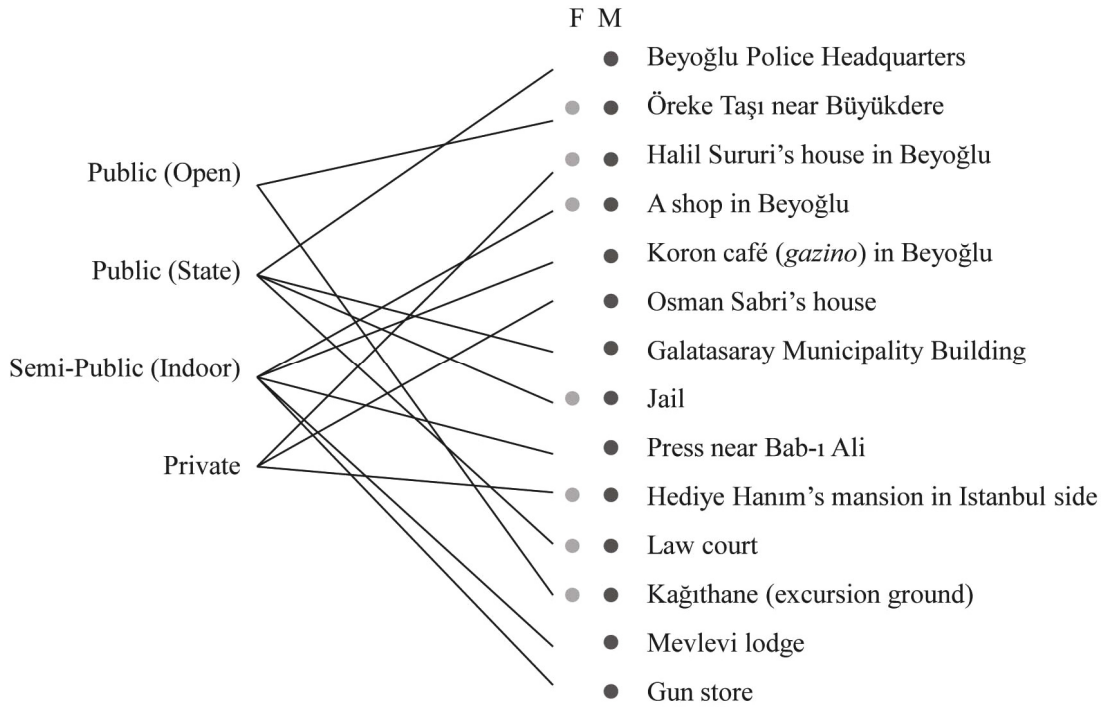 F M
Beyoğlu Police Headquarters
Öreke Taşı near Büyükdere
Halil Sururi’s house in Beyoğlu
A shop in Beyoğlu
Koron café (gazino) in Beyoğlu
Osman Sabri’s house
Galatasaray Municipality Building
Jail
Press near Bab-ı Ali
Hediye Hanım’s mansion in Istanbul side
Law court
Kağıthane (excursion ground)
Mevlevi lodge
Gun store
Public (Open)
Public (State)
Semi-Public (Indoor)
Private